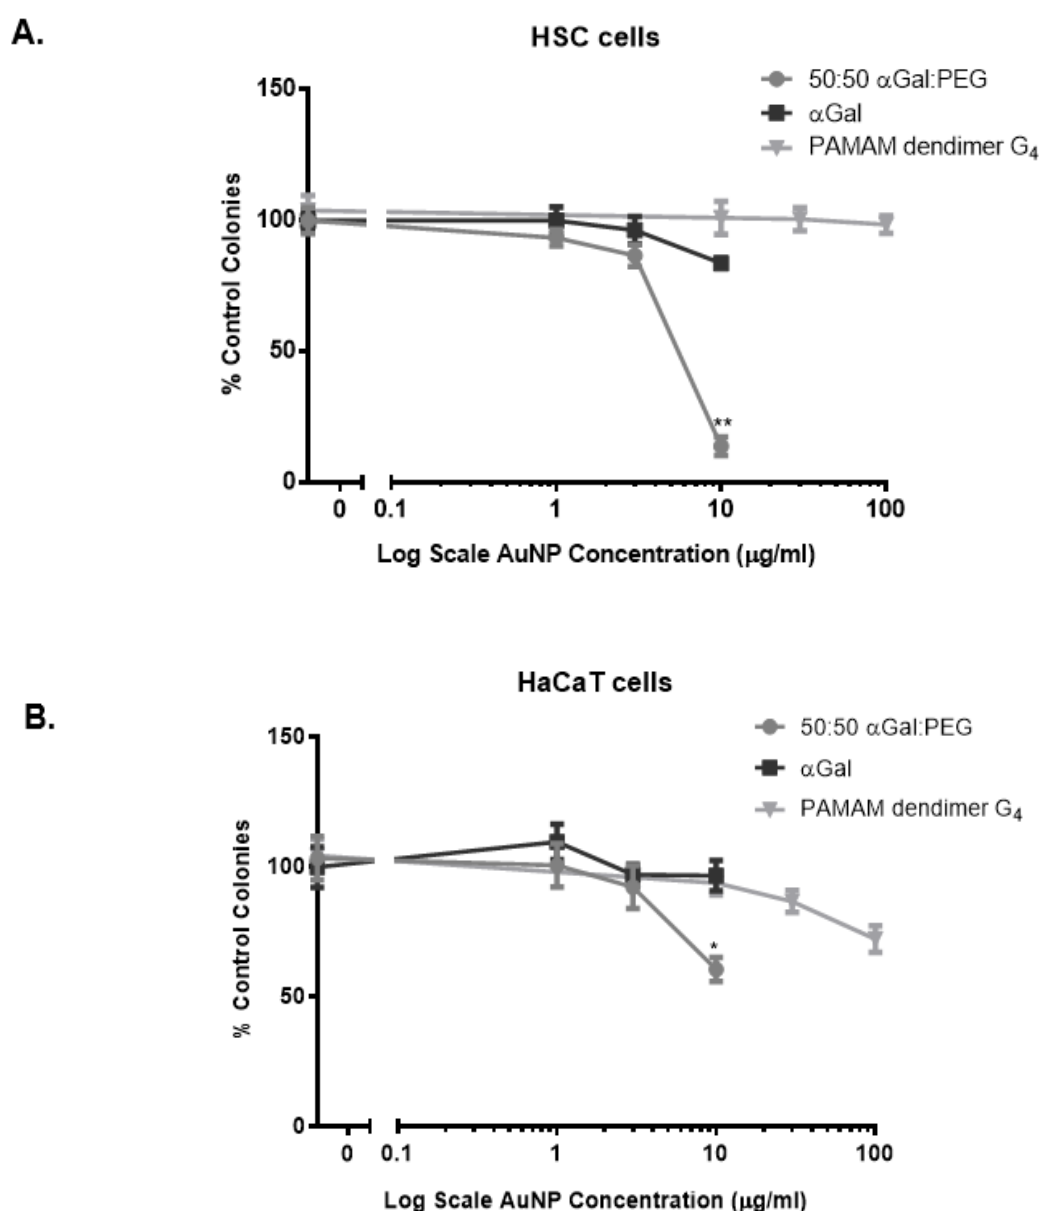 A.
HSC cells
50:50 αGal:PEG
αGal
PAMAM dendimer G₄
150
100
50
0
% Control Colonies
**
0 0.1 1 10 100
Log Scale AuNP Concentration (μg/ml)
B.
HaCaT cells
50:50 αGal:PEG
αGal
PAMAM dendimer G₄
150
100
50
0
% Control Colonies
*
0 0.1 1 10 100
Log Scale AuNP Concentration (μg/ml)